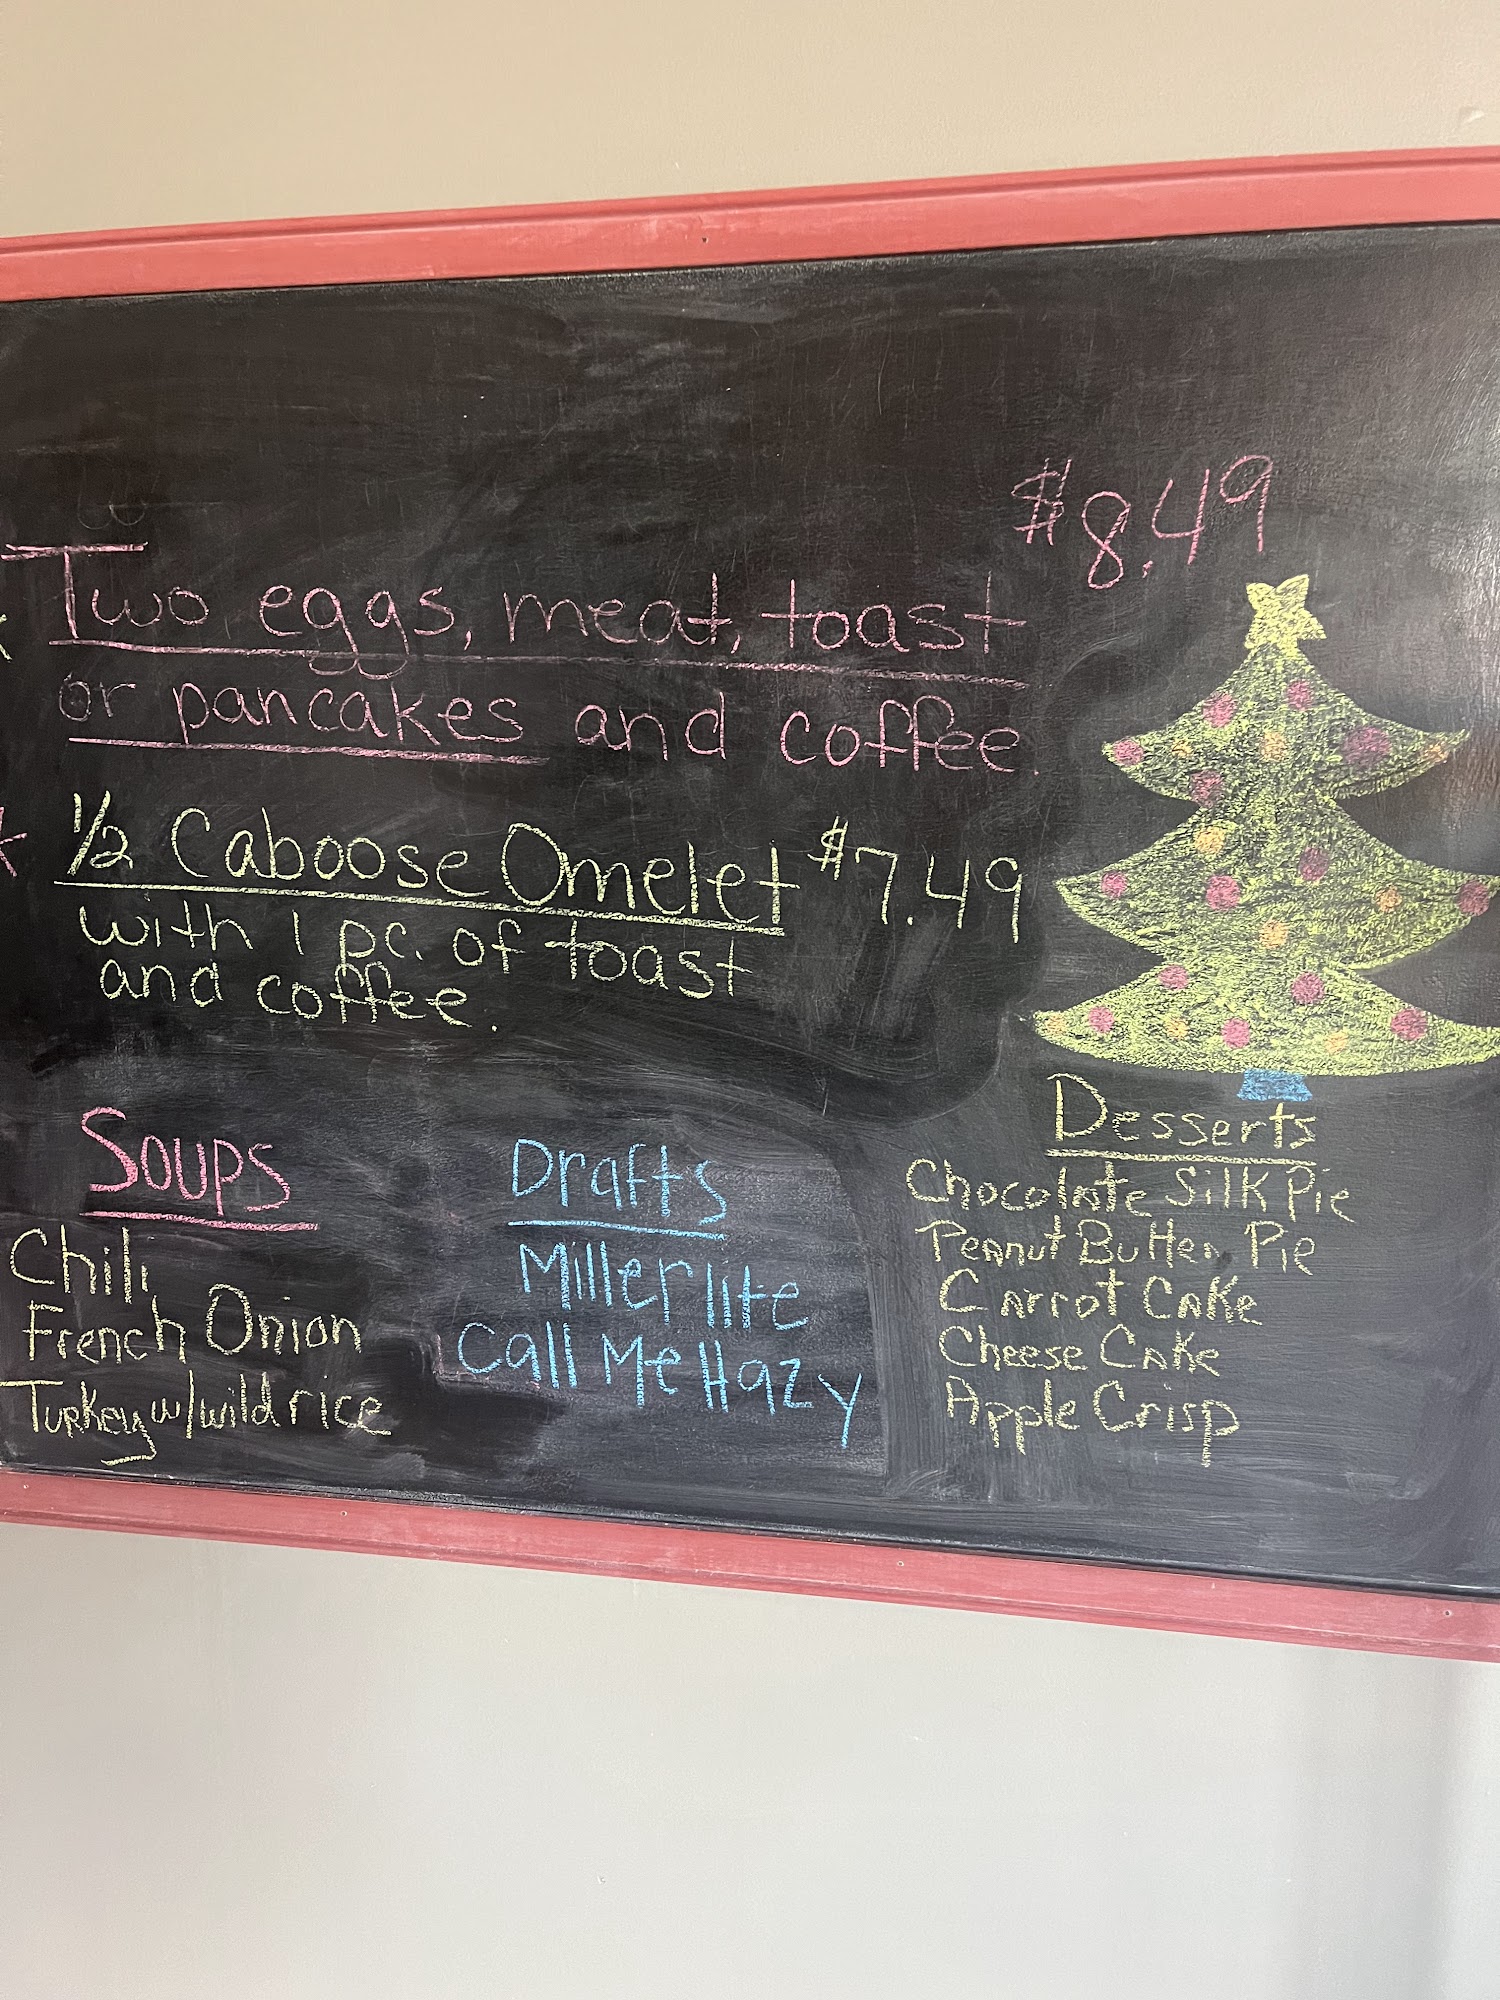 $8.49
Two eggs, meat, toast
or pancakes and coffee.
1/2 Caboose Omelet $7.49
with 1 pc. of toast
and coffee.
Soups
Chili
French Onion
Turkey w/wild rice
Drafts
Miller lite
Call Me Hazy
Desserts
Chocolate Silk Pie
Peanut Butter Pie
Carrot Cake
Cheese Cake
Apple Crisp